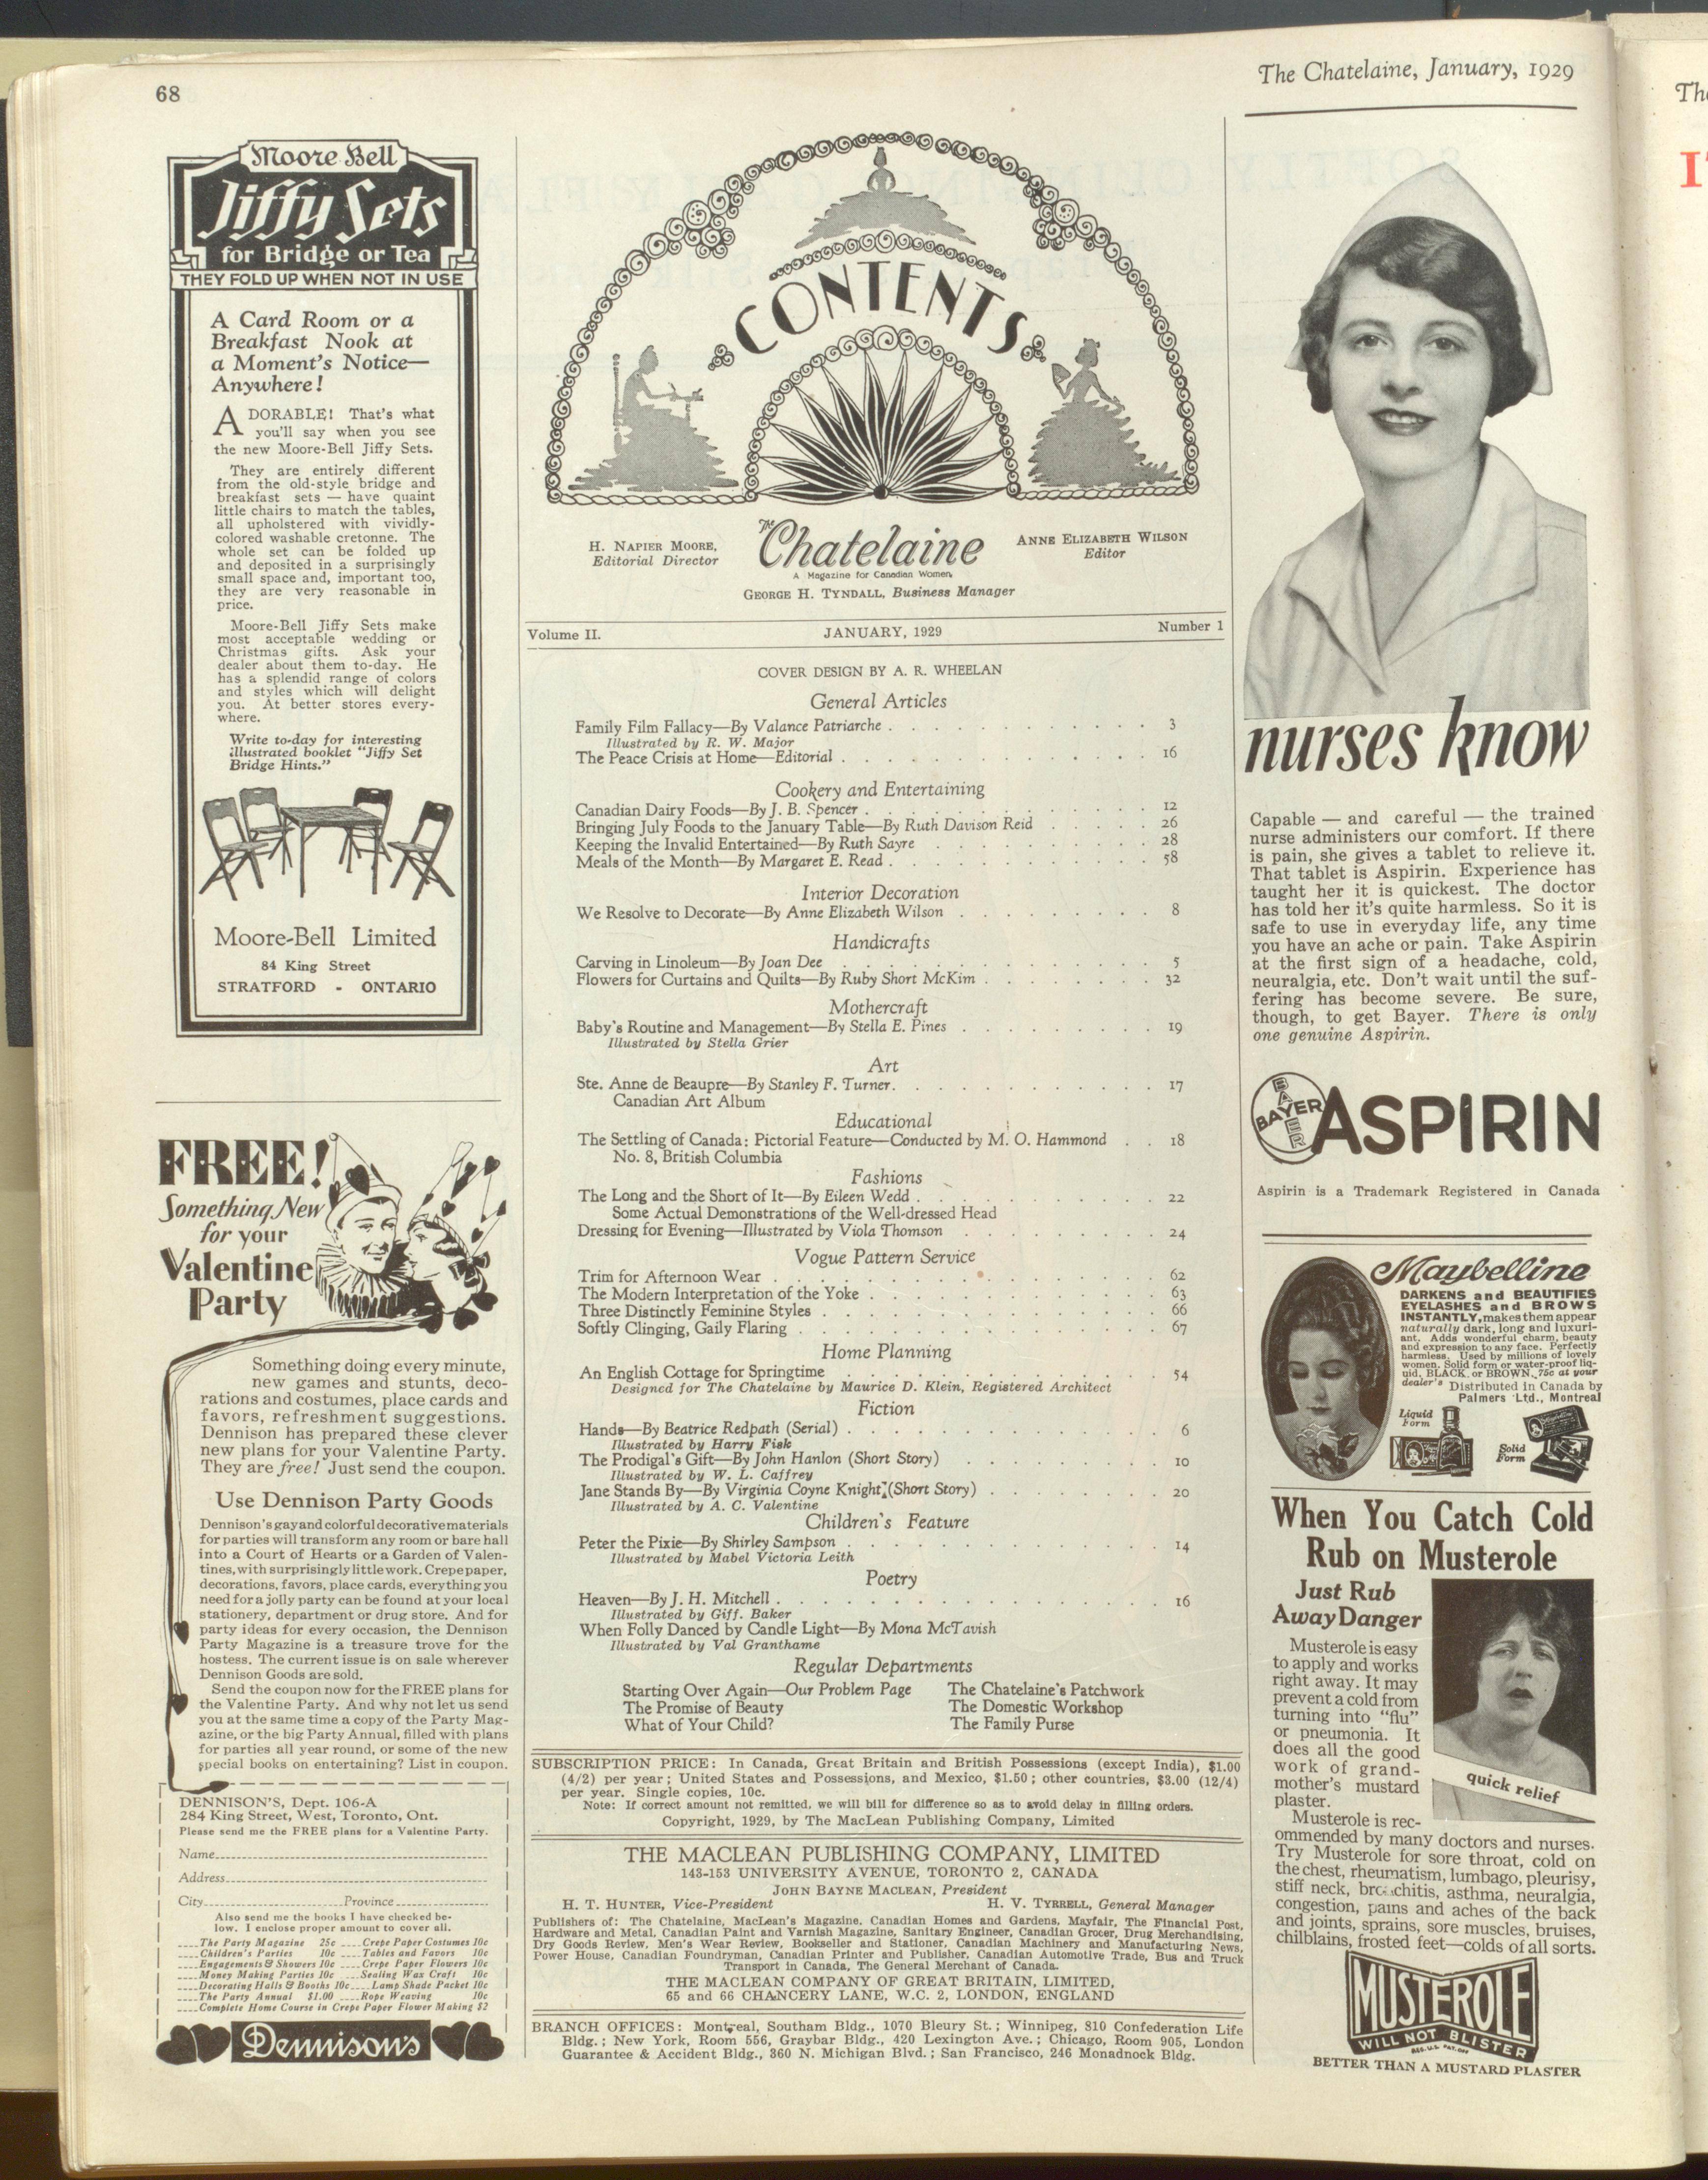 68
The Chatelaine, January, 1929
Moore Bell
Jiffy Sets
for Bridge or Tea
THEY FOLD UP WHEN NOT IN USE
A Card Room or a
Breakfast Nook at
a Moment's Notice—
Anywhere!
ADORABLE! That's what
you'll say when you see
the new Moore-Bell Jiffy Sets.
They are entirely different
from the old-style bridge and
breakfast sets — have quaint
little chairs to match the tables,
all upholstered with vividly-
colored washable cretonne. The
whole set can be folded up
and deposited in a surprisingly
small space and, important too,
they are very reasonable in
price.
Moore-Bell Jiffy Sets make
most acceptable wedding or
Christmas gifts. Ask your
dealer about them to-day. He
has a splendid range of colors
and styles which will delight
you. At better stores every-
where.
Write to-day for interesting
illustrated booklet "Jiffy Set
Bridge Hints."
Moore-Bell Limited
84 King Street
STRATFORD - ONTARIO
FREE!
Something New
for your
Valentine
Party
Something doing every minute,
new games and stunts, deco-
rations and costumes, place cards and
favors, refreshment suggestions.
Dennison has prepared these clever
new plans for your Valentine Party.
They are free! Just send the coupon.
Use Dennison Party Goods
Dennison's gay and colorful decorative materials
for parties will transform any room or bare hall
into a Court of Hearts or a Garden of Valen-
tines, with surprisingly little work. Crepe paper,
decorations, favors, place cards, everything you
need for a jolly party can be found at your local
stationery, department or drug store. And for
party ideas for every occasion, the Dennison
Party Magazine is a treasure trove for the
hostess. The current issue is on sale wherever
Dennison Goods are sold.
Send the coupon now for the FREE plans for
the Valentine Party. And why not let us send
you at the same time a copy of the Party Mag-
azine, or the big Party Annual, filled with plans
for parties all year round, or some of the new
special books on entertaining? List in coupon.
DENNISON'S, Dept. 106-A
284 King Street, West, Toronto, Ont.
Please send me the FREE plans for a Valentine Party.
Name
Address
City Province
Also send me the books I have checked be-
low. I enclose proper amount to cover all.
The Party Magazine 25c Crepe Paper Costumes 10c
Children's Parties 10c Tables and Favors 10c
Engagements & Showers 10c Crepe Paper Flowers 10c
Money Making Parties 10c Sealing Wax Craft 10c
Decorating Halls & Booths 10c Lamp Shade Packet 10c
The Party Annual $1.00 Rope Weaving 10c
Complete Home Course in Crepe Paper Flower Making $2
Dennison's
CONTENTS
H. NAPIER MOORE,
Editorial Director
The Chatelaine
A Magazine for Canadian Women
ANNE ELIZABETH WILSON
Editor
GEORGE H. TYNDALL, Business Manager
Volume II. JANUARY, 1929 Number 1
COVER DESIGN BY A. R. WHEELAN
General Articles
Family Film Fallacy—By Valance Patriarche . . . 3
Illustrated by R. W. Major
The Peace Crisis at Home—Editorial . . . 16
Cookery and Entertaining
Canadian Dairy Foods—By J. B. Spencer . . . 12
Bringing July Foods to the January Table—By Ruth Davison Reid . . . 26
Keeping the Invalid Entertained—By Ruth Sayre . . . 28
Meals of the Month—By Margaret E. Read . . . 58
Interior Decoration
We Resolve to Decorate—By Anne Elizabeth Wilson . . . 8
Handicrafts
Carving in Linoleum—By Joan Dee . . . 5
Flowers for Curtains and Quilts—By Ruby Short McKim . . . 32
Mothercraft
Baby's Routine and Management—By Stella E. Pines . . . 19
Illustrated by Stella Grier
Art
Ste. Anne de Beaupre—By Stanley F. Turner. . . . 17
Canadian Art Album
Educational
The Settling of Canada: Pictorial Feature—Conducted by M. O. Hammond . . 18
No. 8, British Columbia
Fashions
The Long and the Short of It—By Eileen Wedd . . . 22
Some Actual Demonstrations of the Well-dressed Head
Dressing for Evening—Illustrated by Viola Thomson . . . 24
Vogue Pattern Service
Trim for Afternoon Wear . . . 62
The Modern Interpretation of the Yoke . . . 63
Three Distinctly Feminine Styles . . . 66
Softly Clinging, Gaily Flaring . . . 67
Home Planning
An English Cottage for Springtime . . . 54
Designed for The Chatelaine by Maurice D. Klein, Registered Architect
Fiction
Hands—By Beatrice Redpath (Serial) . . . 6
Illustrated by Harry Fisk
The Prodigal's Gift—By John Hanlon (Short Story) . . . 10
Illustrated by W. L. Caffrey
Jane Stands By—By Virginia Coyne Knight (Short Story) . . . 20
Illustrated by A. C. Valentine
Children's Feature
Peter the Pixie—By Shirley Sampson . . . 14
Illustrated by Mabel Victoria Leith
Poetry
Heaven—By J. H. Mitchell . . . 16
Illustrated by Giff. Baker
When Folly Danced by Candle Light—By Mona McTavish
Illustrated by Val Granthame
Regular Departments
Starting Over Again—Our Problem Page The Chatelaine's Patchwork
The Promise of Beauty The Domestic Workshop
What of Your Child? The Family Purse
SUBSCRIPTION PRICE: In Canada, Great Britain and British Possessions (except India), $1.00
(4/2) per year; United States and Possessions, and Mexico, $1.50; other countries, $3.00 (12/4)
per year. Single copies, 10c.
Note: If correct amount not remitted, we will bill for difference so as to avoid delay in filling orders.
Copyright, 1929, by The MacLean Publishing Company, Limited
THE MACLEAN PUBLISHING COMPANY, LIMITED
143-153 UNIVERSITY AVENUE, TORONTO 2, CANADA
JOHN BAYNE MACLEAN, President
H. T. HUNTER, Vice-President H. V. TYRRELL, General Manager
Publishers of: The Chatelaine, MacLean's Magazine, Canadian Homes and Gardens, Mayfair, The Financial Post,
Hardware and Metal, Canadian Paint and Varnish Magazine, Sanitary Engineer, Canadian Grocer, Drug Merchandising,
Dry Goods Review, Men's Wear Review, Bookseller and Stationer, Canadian Machinery and Manufacturing News,
Power House, Canadian Foundryman, Canadian Printer and Publisher, Canadian Automotive Trade, Bus and Truck
Transport in Canada, The General Merchant of Canada.
THE MACLEAN COMPANY OF GREAT BRITAIN, LIMITED,
65 and 66 CHANCERY LANE, W.C. 2, LONDON, ENGLAND
BRANCH OFFICES: Montreal, Southam Bldg., 1070 Bleury St.; Winnipeg, 810 Confederation Life
Bldg.; New York, Room 556, Graybar Bldg., 420 Lexington Ave.; Chicago, Room 905, London
Guarantee & Accident Bldg., 360 N. Michigan Blvd.; San Francisco, 246 Monadnock Bldg.
nurses know
Capable — and careful — the trained
nurse administers our comfort. If there
is pain, she gives a tablet to relieve it.
That tablet is Aspirin. Experience has
taught her it is quickest. The doctor
has told her it's quite harmless. So it is
safe to use in everyday life, any time
you have an ache or pain. Take Aspirin
at the first sign of a headache, cold,
neuralgia, etc. Don't wait until the suf-
fering has become severe. Be sure,
though, to get Bayer. There is only
one genuine Aspirin.
BAYER
BAYER
ASPIRIN
Aspirin is a Trademark Registered in Canada
Maybelline
DARKENS and BEAUTIFIES
EYELASHES and BROWS
INSTANTLY, makes them appear
naturally dark, long and luxuri-
ant. Adds wonderful charm, beauty
and expression to any face. Perfectly
harmless. Used by millions of lovely
women. Solid form or water-proof liq-
uid. BLACK or BROWN, 75c at your
dealer's Distributed in Canada by
Palmers Ltd., Montreal
Liquid
Form
Solid
Form
When You Catch Cold
Rub on Musterole
Just Rub
Away Danger
Musterole is easy
to apply and works
right away. It may
prevent a cold from
turning into "flu"
or pneumonia. It
does all the good
work of grand-
mother's mustard
plaster.
quick relief
Musterole is rec-
ommended by many doctors and nurses.
Try Musterole for sore throat, cold on
the chest, rheumatism, lumbago, pleurisy,
stiff neck, bronchitis, asthma, neuralgia,
congestion, pains and aches of the back
and joints, sprains, sore muscles, bruises,
chilblains, frosted feet—colds of all sorts.
MUSTEROLE
WILL NOT BLISTER
REG. U.S. PAT. OFF.
BETTER THAN A MUSTARD PLASTER